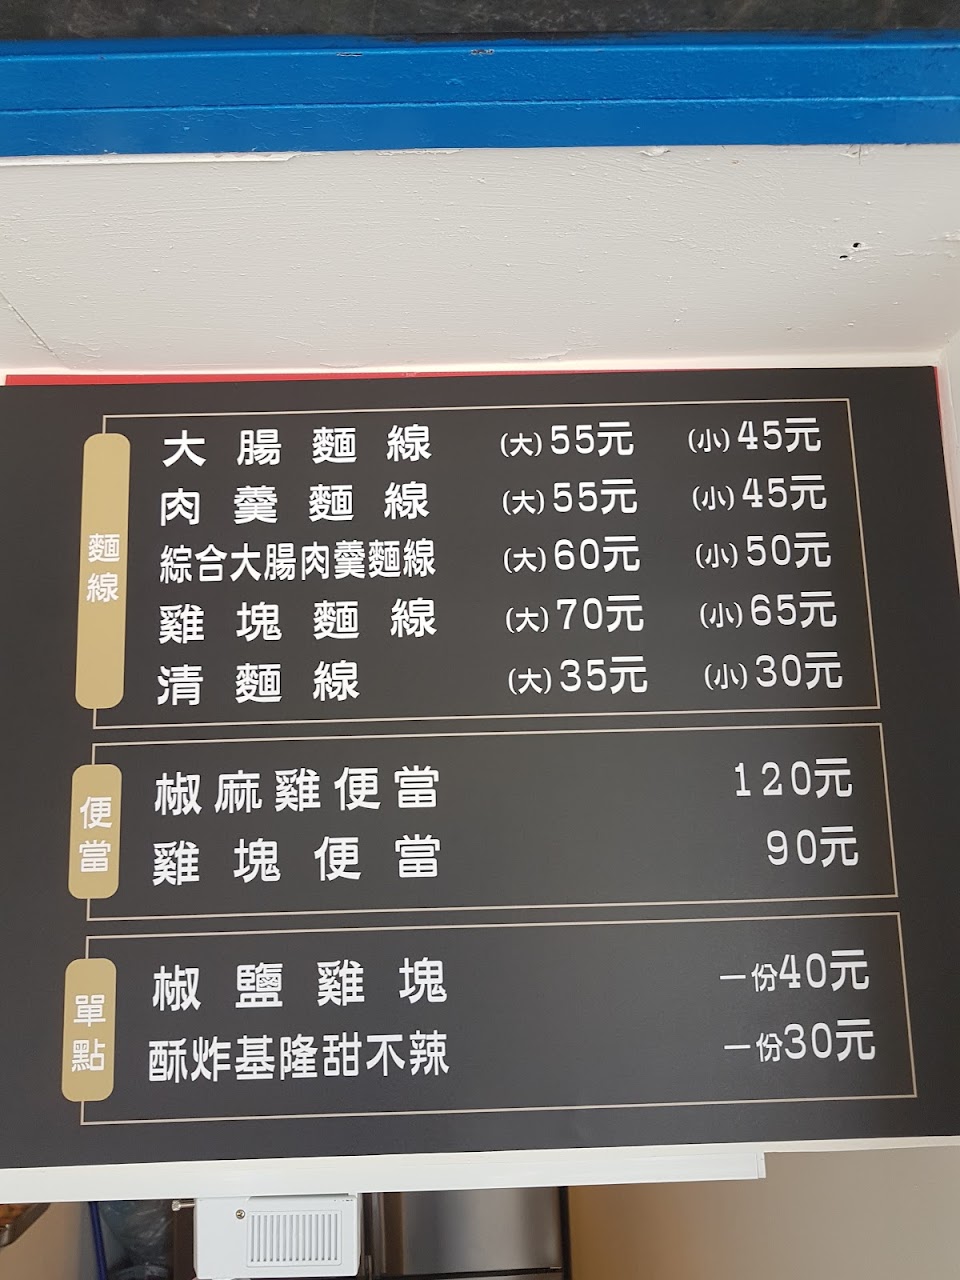 麵線
大腸麵線 (大)55元 (小)45元
肉羹麵線 (大)55元 (小)45元
綜合大腸肉羹麵線 (大)60元 (小)50元
雞塊麵線 (大)70元 (小)65元
清麵線 (大)35元 (小)30元
便當
椒麻雞便當 120元
雞塊便當 90元
單點
椒鹽雞塊 一份40元
酥炸基隆甜不辣 一份30元